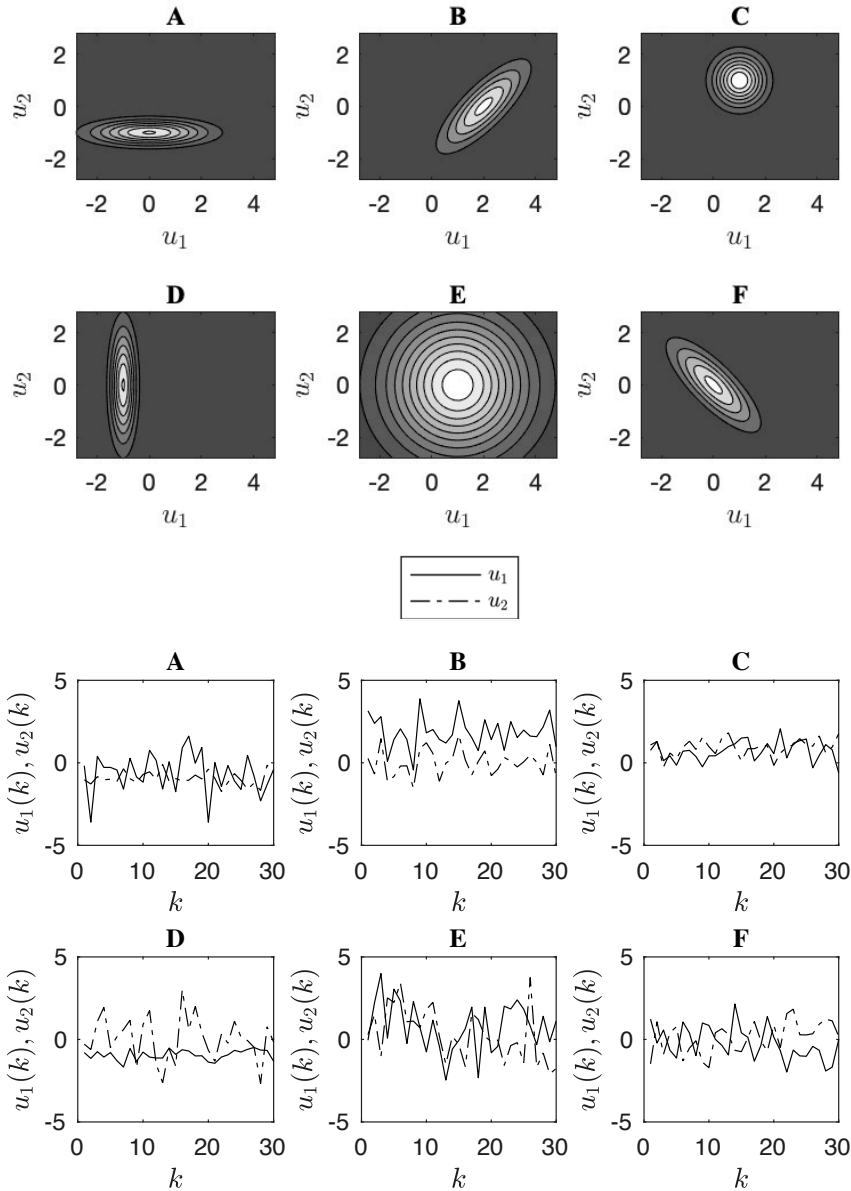 A B C
u₂ 2 0 -2 u₂ 2 0 -2 u₂ 2 0 -2
-2 0 2 4 -2 0 2 4 -2 0 2 4
u₁ u₁ u₁
D E F
u₂ 2 0 -2 u₂ 2 0 -2 u₂ 2 0 -2
-2 0 2 4 -2 0 2 4 -2 0 2 4
u₁ u₁ u₁
u₁
u₂
A B C
u₁(k), u₂(k) 5 0 -5 u₁(k), u₂(k) 5 0 -5 u₁(k), u₂(k) 5 0 -5
0 10 20 30 0 10 20 30 0 10 20 30
k k k
D E F
u₁(k), u₂(k) 5 0 -5 u₁(k), u₂(k) 5 0 -5 u₁(k), u₂(k) 5 0 -5
0 10 20 30 0 10 20 30 0 10 20 30
k k k